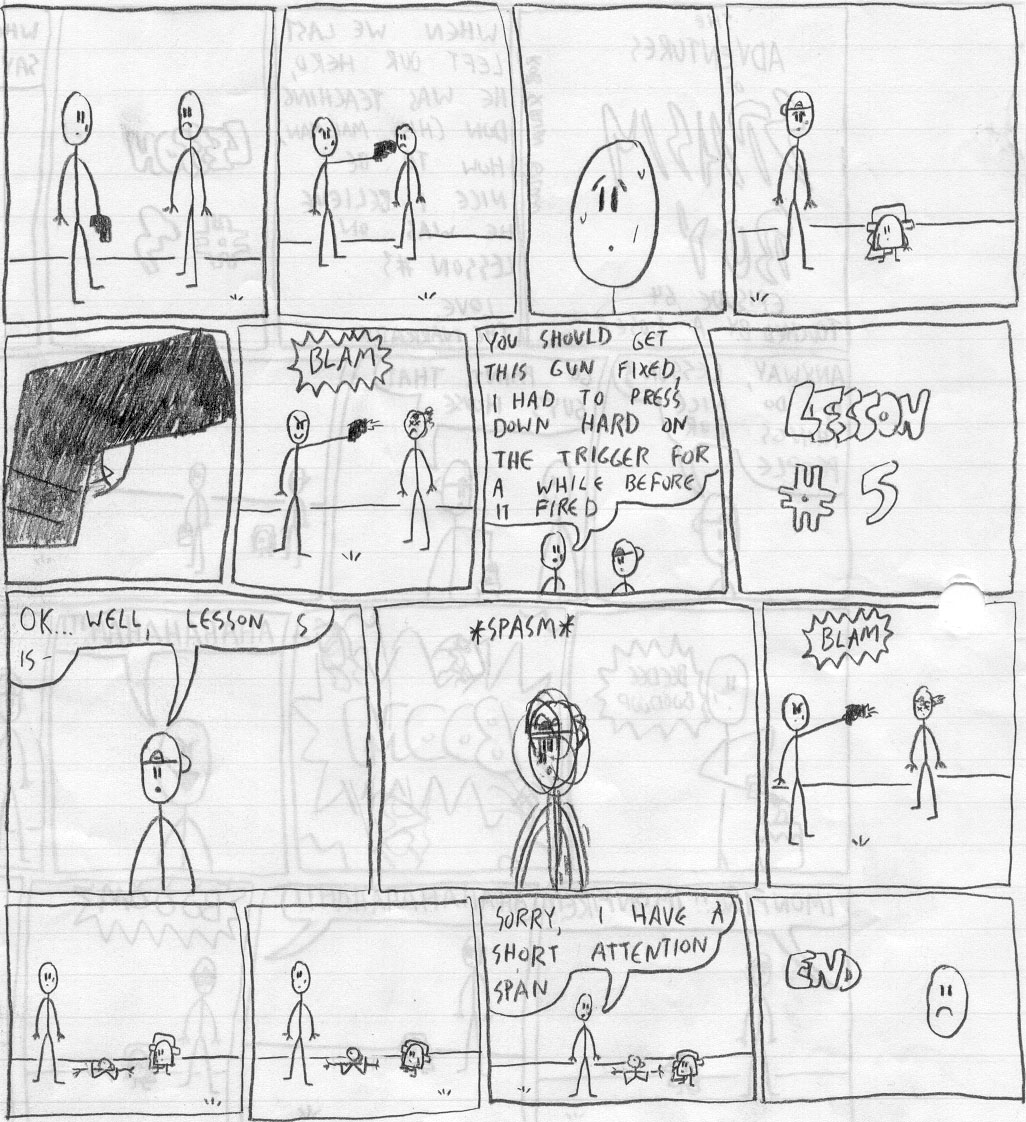 BLAM
YOU SHOULD GET
THIS GUN FIXED,
I HAD TO PRESS
DOWN HARD ON
THE TRIGGER FOR
A WHILE BEFORE
IT FIRED
LESSON
# 5
OK... WELL, LESSON 5
IS-
*SPASM*
BLAM
SORRY, I HAVE A
SHORT ATTENTION
SPAN
END